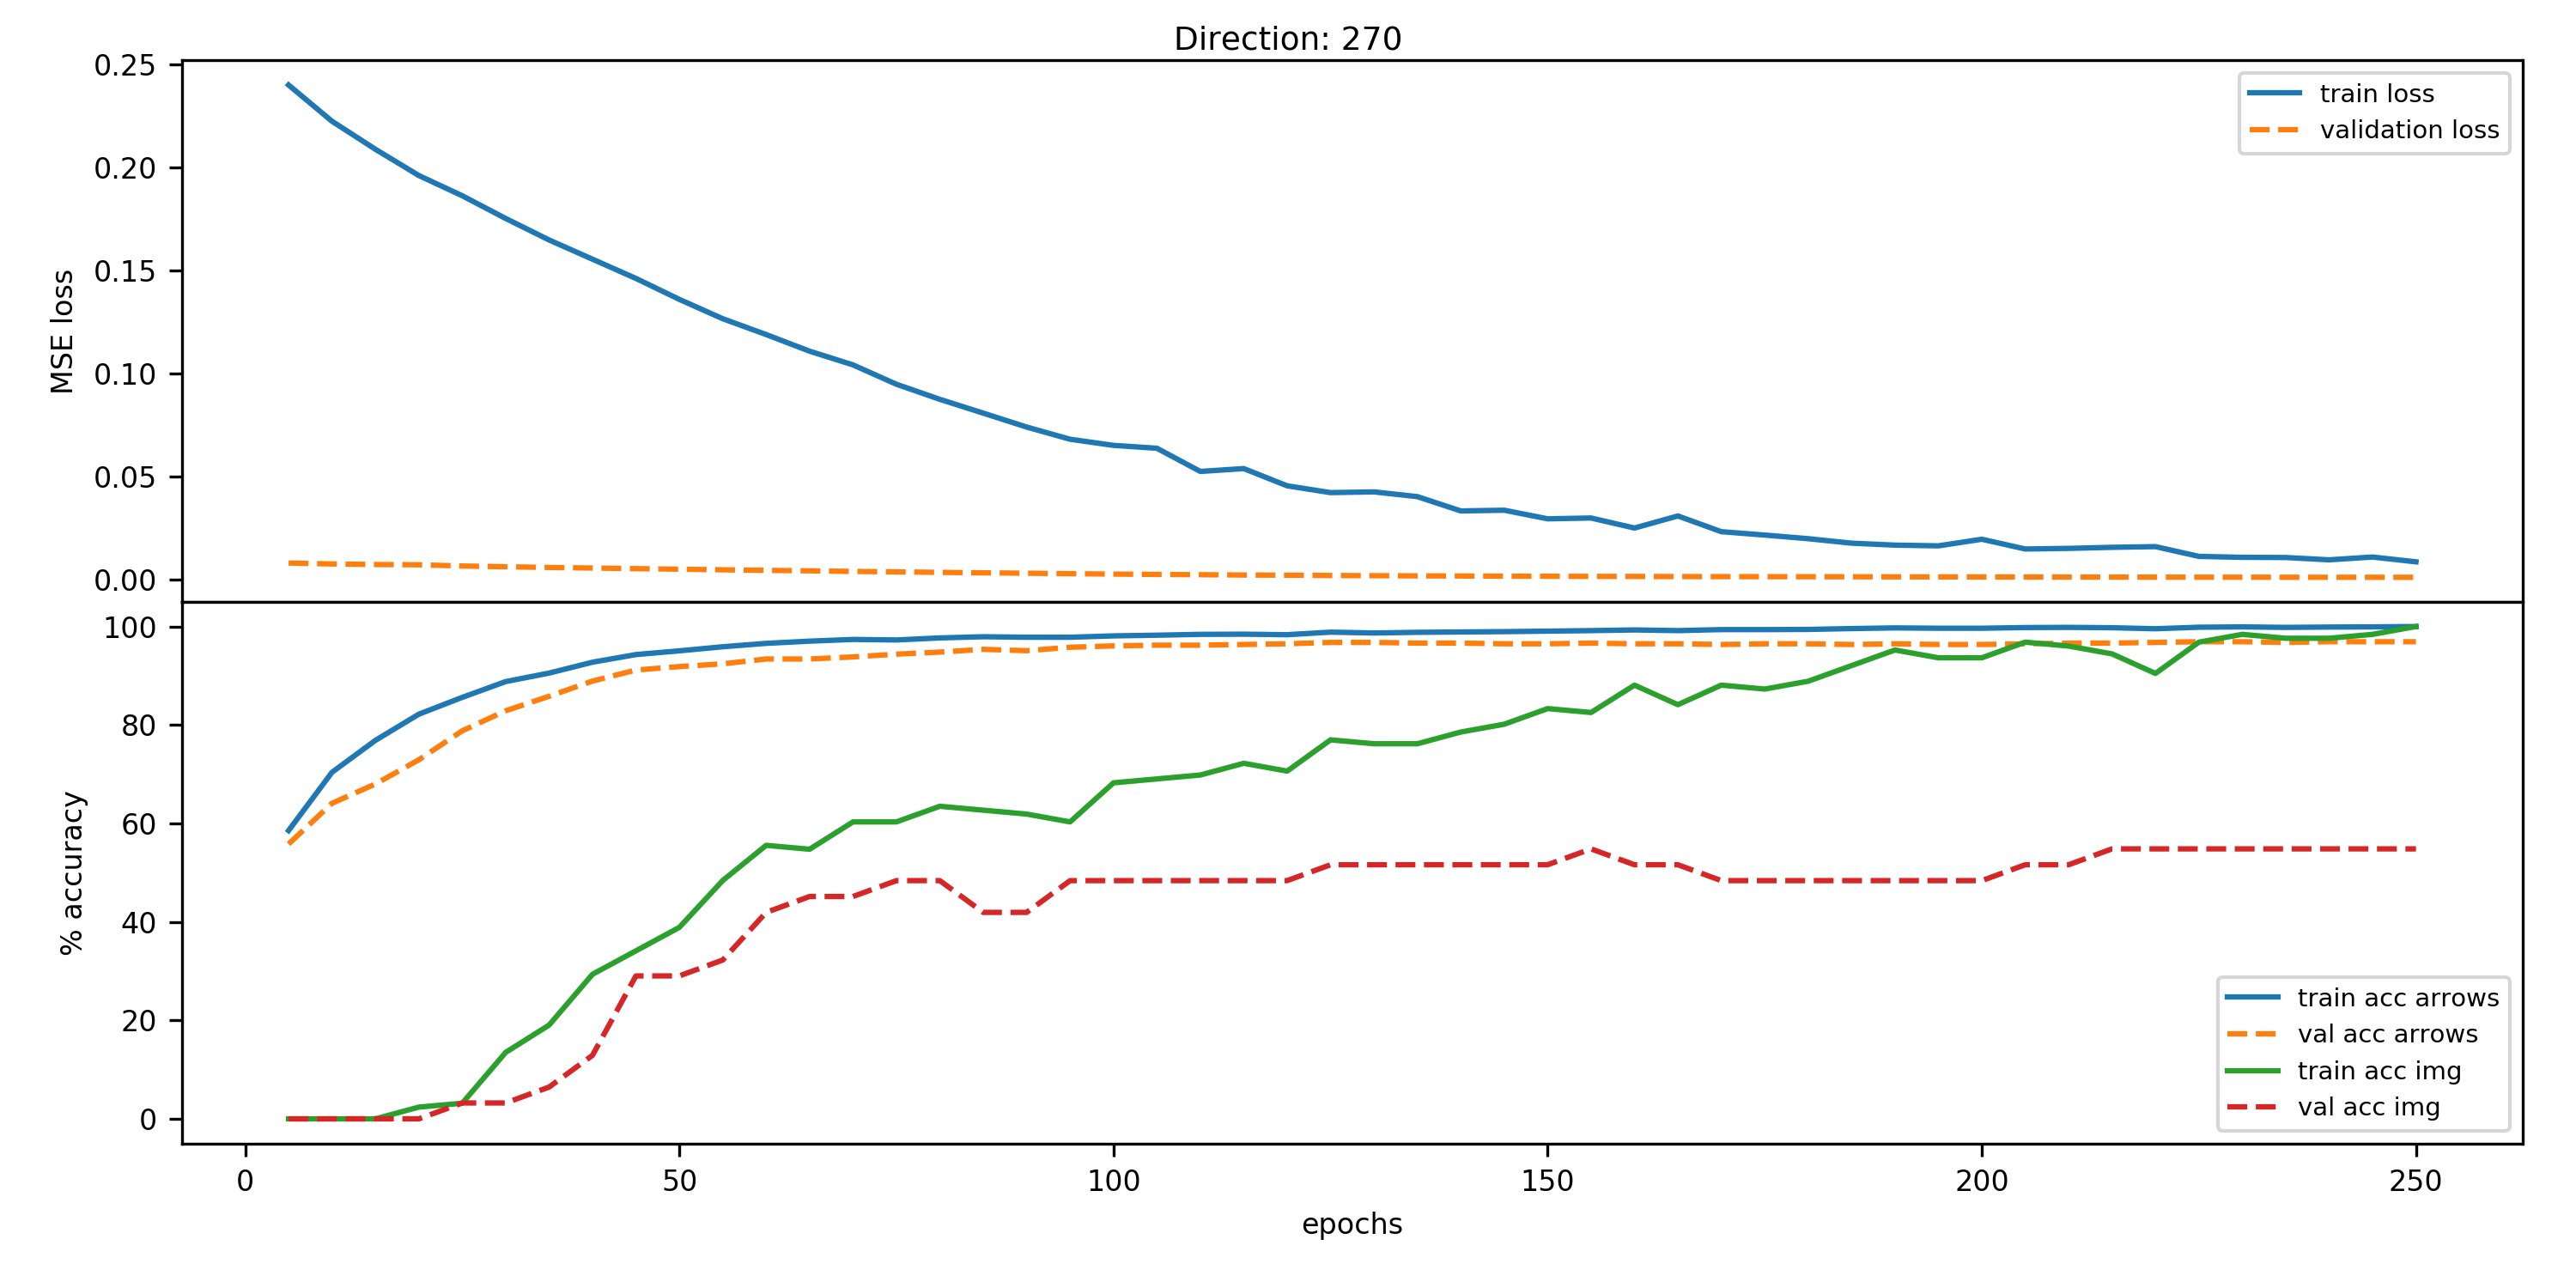 Direction: 270
0.25
0.20
0.15
0.10
0.05
0.00
MSE loss
train loss
validation loss
100
80
60
40
20
0
% accuracy
train acc arrows
val acc arrows
train acc img
val acc img
0 50 100 150 200 250
epochs